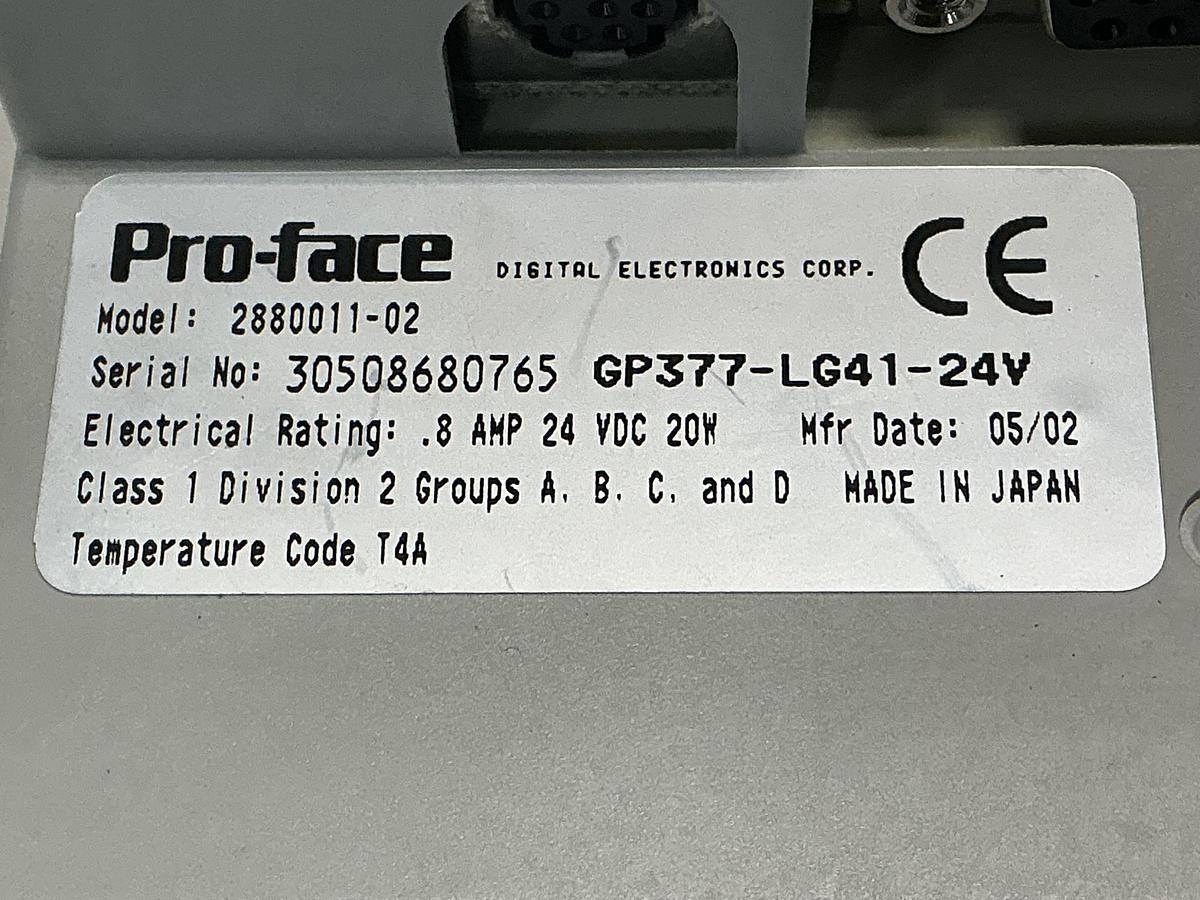 Pro-face DIGITAL ELECTRONICS CORP. CE
Model: 2880011-02
Serial No: 30508680765 GP377-LG41-24V
Electrical Rating: .8 AMP 24 VDC 20W Mfr Date: 05/02
Class 1 Division 2 Groups A, B, C, and D MADE IN JAPAN
Temperature Code T4A